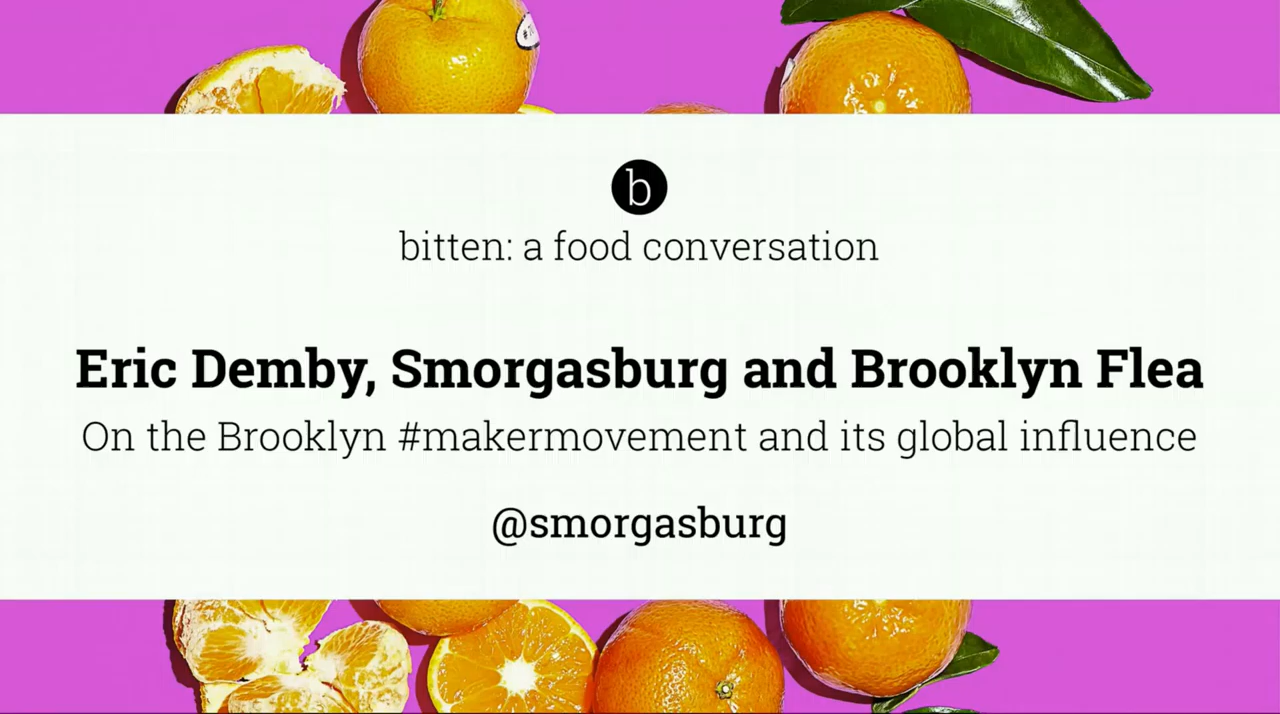 b
bitten: a food conversation
Eric Demby, Smorgasburg and Brooklyn Flea
On the Brooklyn #makermovement and its global influence
@smorgasburg